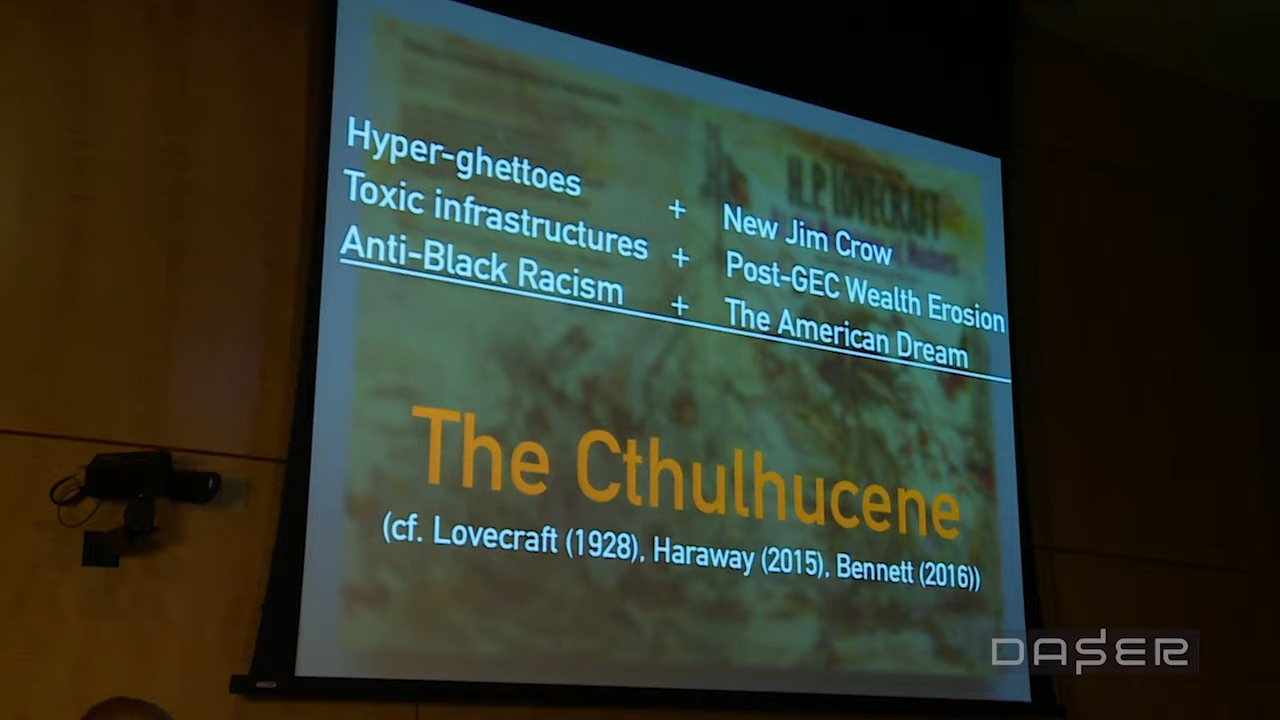 Hyper-ghettoes + New Jim Crow
Toxic infrastructures + Post-GEC Wealth Erosion
Anti-Black Racism + The American Dream
The Cthulhucene
(cf. Lovecraft (1928), Haraway (2015), Bennett (2016))
H.P. LOVECRAFT
DASER